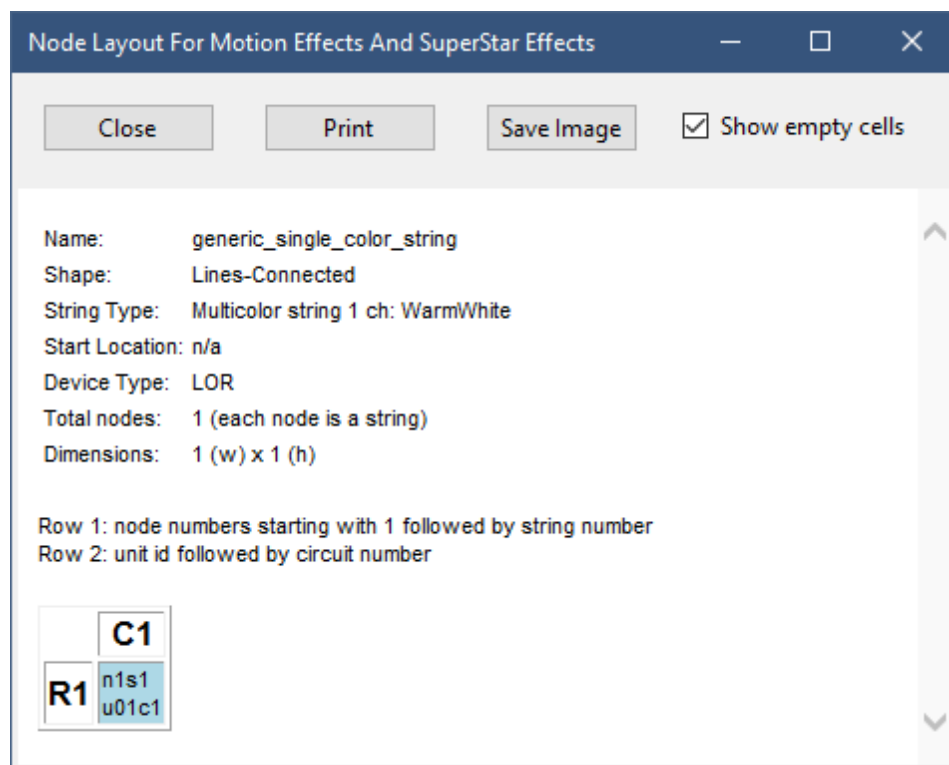 Node Layout For Motion Effects And SuperStar Effects
Close Print Save Image Show empty cells
Name: generic_single_color_string
Shape: Lines-Connected
String Type: Multicolor string 1 ch: WarmWhite
Start Location: n/a
Device Type: LOR
Total nodes: 1 (each node is a string)
Dimensions: 1 (w) x 1 (h)
Row 1: node numbers starting with 1 followed by string number
Row 2: unit id followed by circuit number
C1
R1 n1s1
u01c1